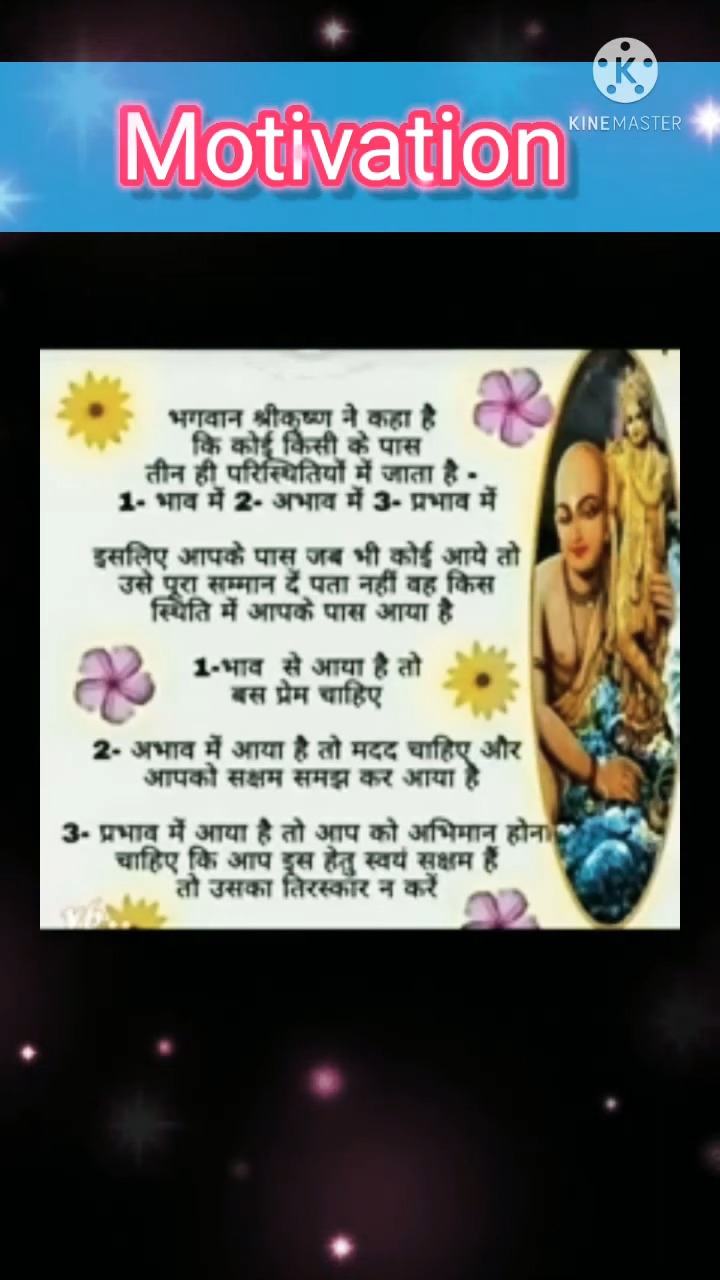 Motivation
KINEMASTER
भगवान श्रीकृष्ण ने कहा है
कि कोई किसी के पास
तीन ही परिस्थितियों में जाता है -
1- भाव में 2- अभाव में 3- प्रभाव में
इसलिए आपके पास जब भी कोई आये तो
उसे पूरा सम्मान दें पता नहीं वह किस
स्थिति में आपके पास आया है
1-भाव से आया है तो
बस प्रेम चाहिए
2- अभाव में आया है तो मदद चाहिए और
आपको सक्षम समझ कर आया है
3- प्रभाव में आया है तो आप को अभिमान होना
चाहिए कि आप इस हेतु स्वयं सक्षम हैं
तो उसका तिरस्कार न करें